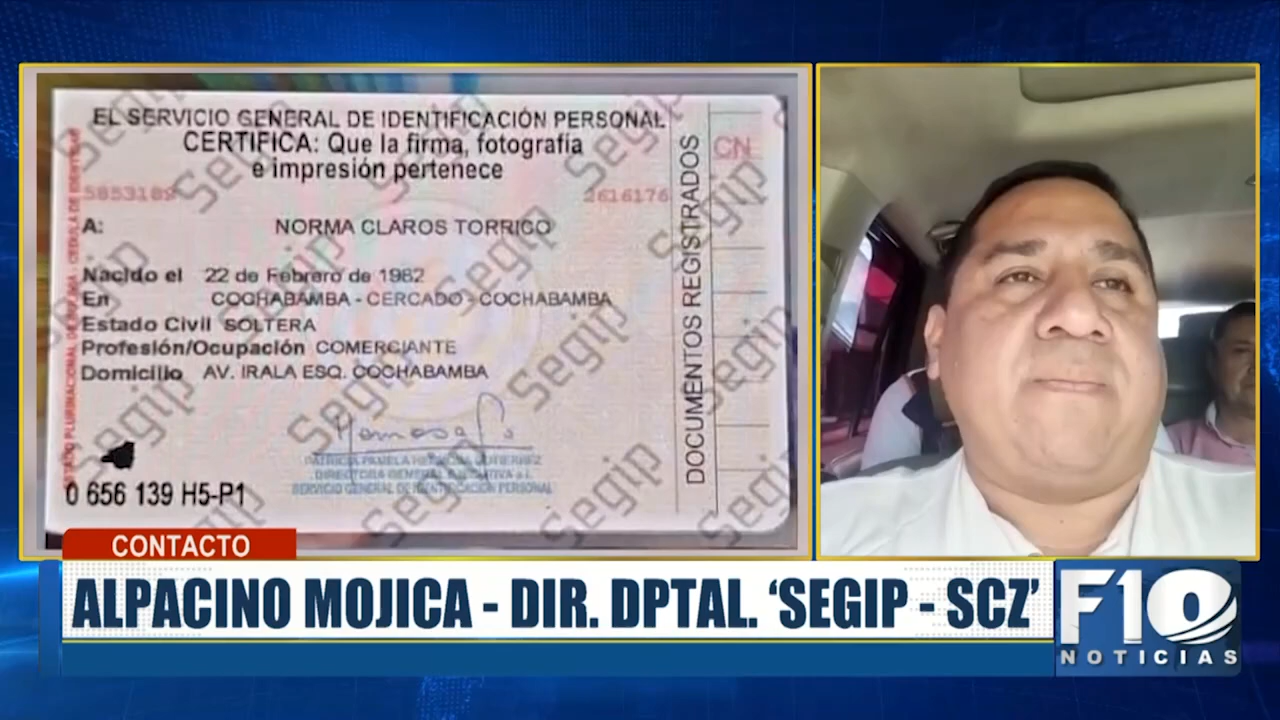 EL SERVICIO GENERAL DE IDENTIFICACIÓN PERSONAL
CERTIFICA: Que la firma, fotografía
e impresión pertenece
5853189 2616176
A: NORMA CLAROS TORRICO
Nacido el 22 de Febrero de 1982
En COCHABAMBA - CERCADO - COCHABAMBA
Estado Civil SOLTERA
Profesión/Ocupación COMERCIANTE
Domicilio AV. IRALA ESQ. COCHABAMBA
SERVICIO GENERAL DE IDENTIFICACIÓN PERSONAL
0 656 139 H5-P1
DOCUMENTOS REGISTRADOS
CN
Segip
CONTACTO
ALPACINO MOJICA - DIR. DPTAL. ‘SEGIP - SCZ’
F10
NOTICIAS